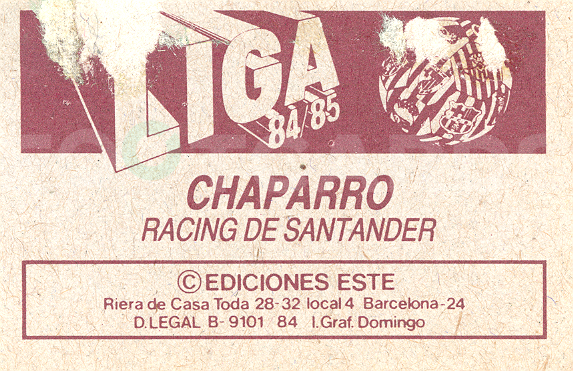 LIGA
84/85
CHAPARRO
RACING DE SANTANDER
© EDICIONES ESTE
Riera de Casa Toda 28-32 local 4 Barcelona-24
D.LEGAL B-9101 84 I.Graf. Domingo